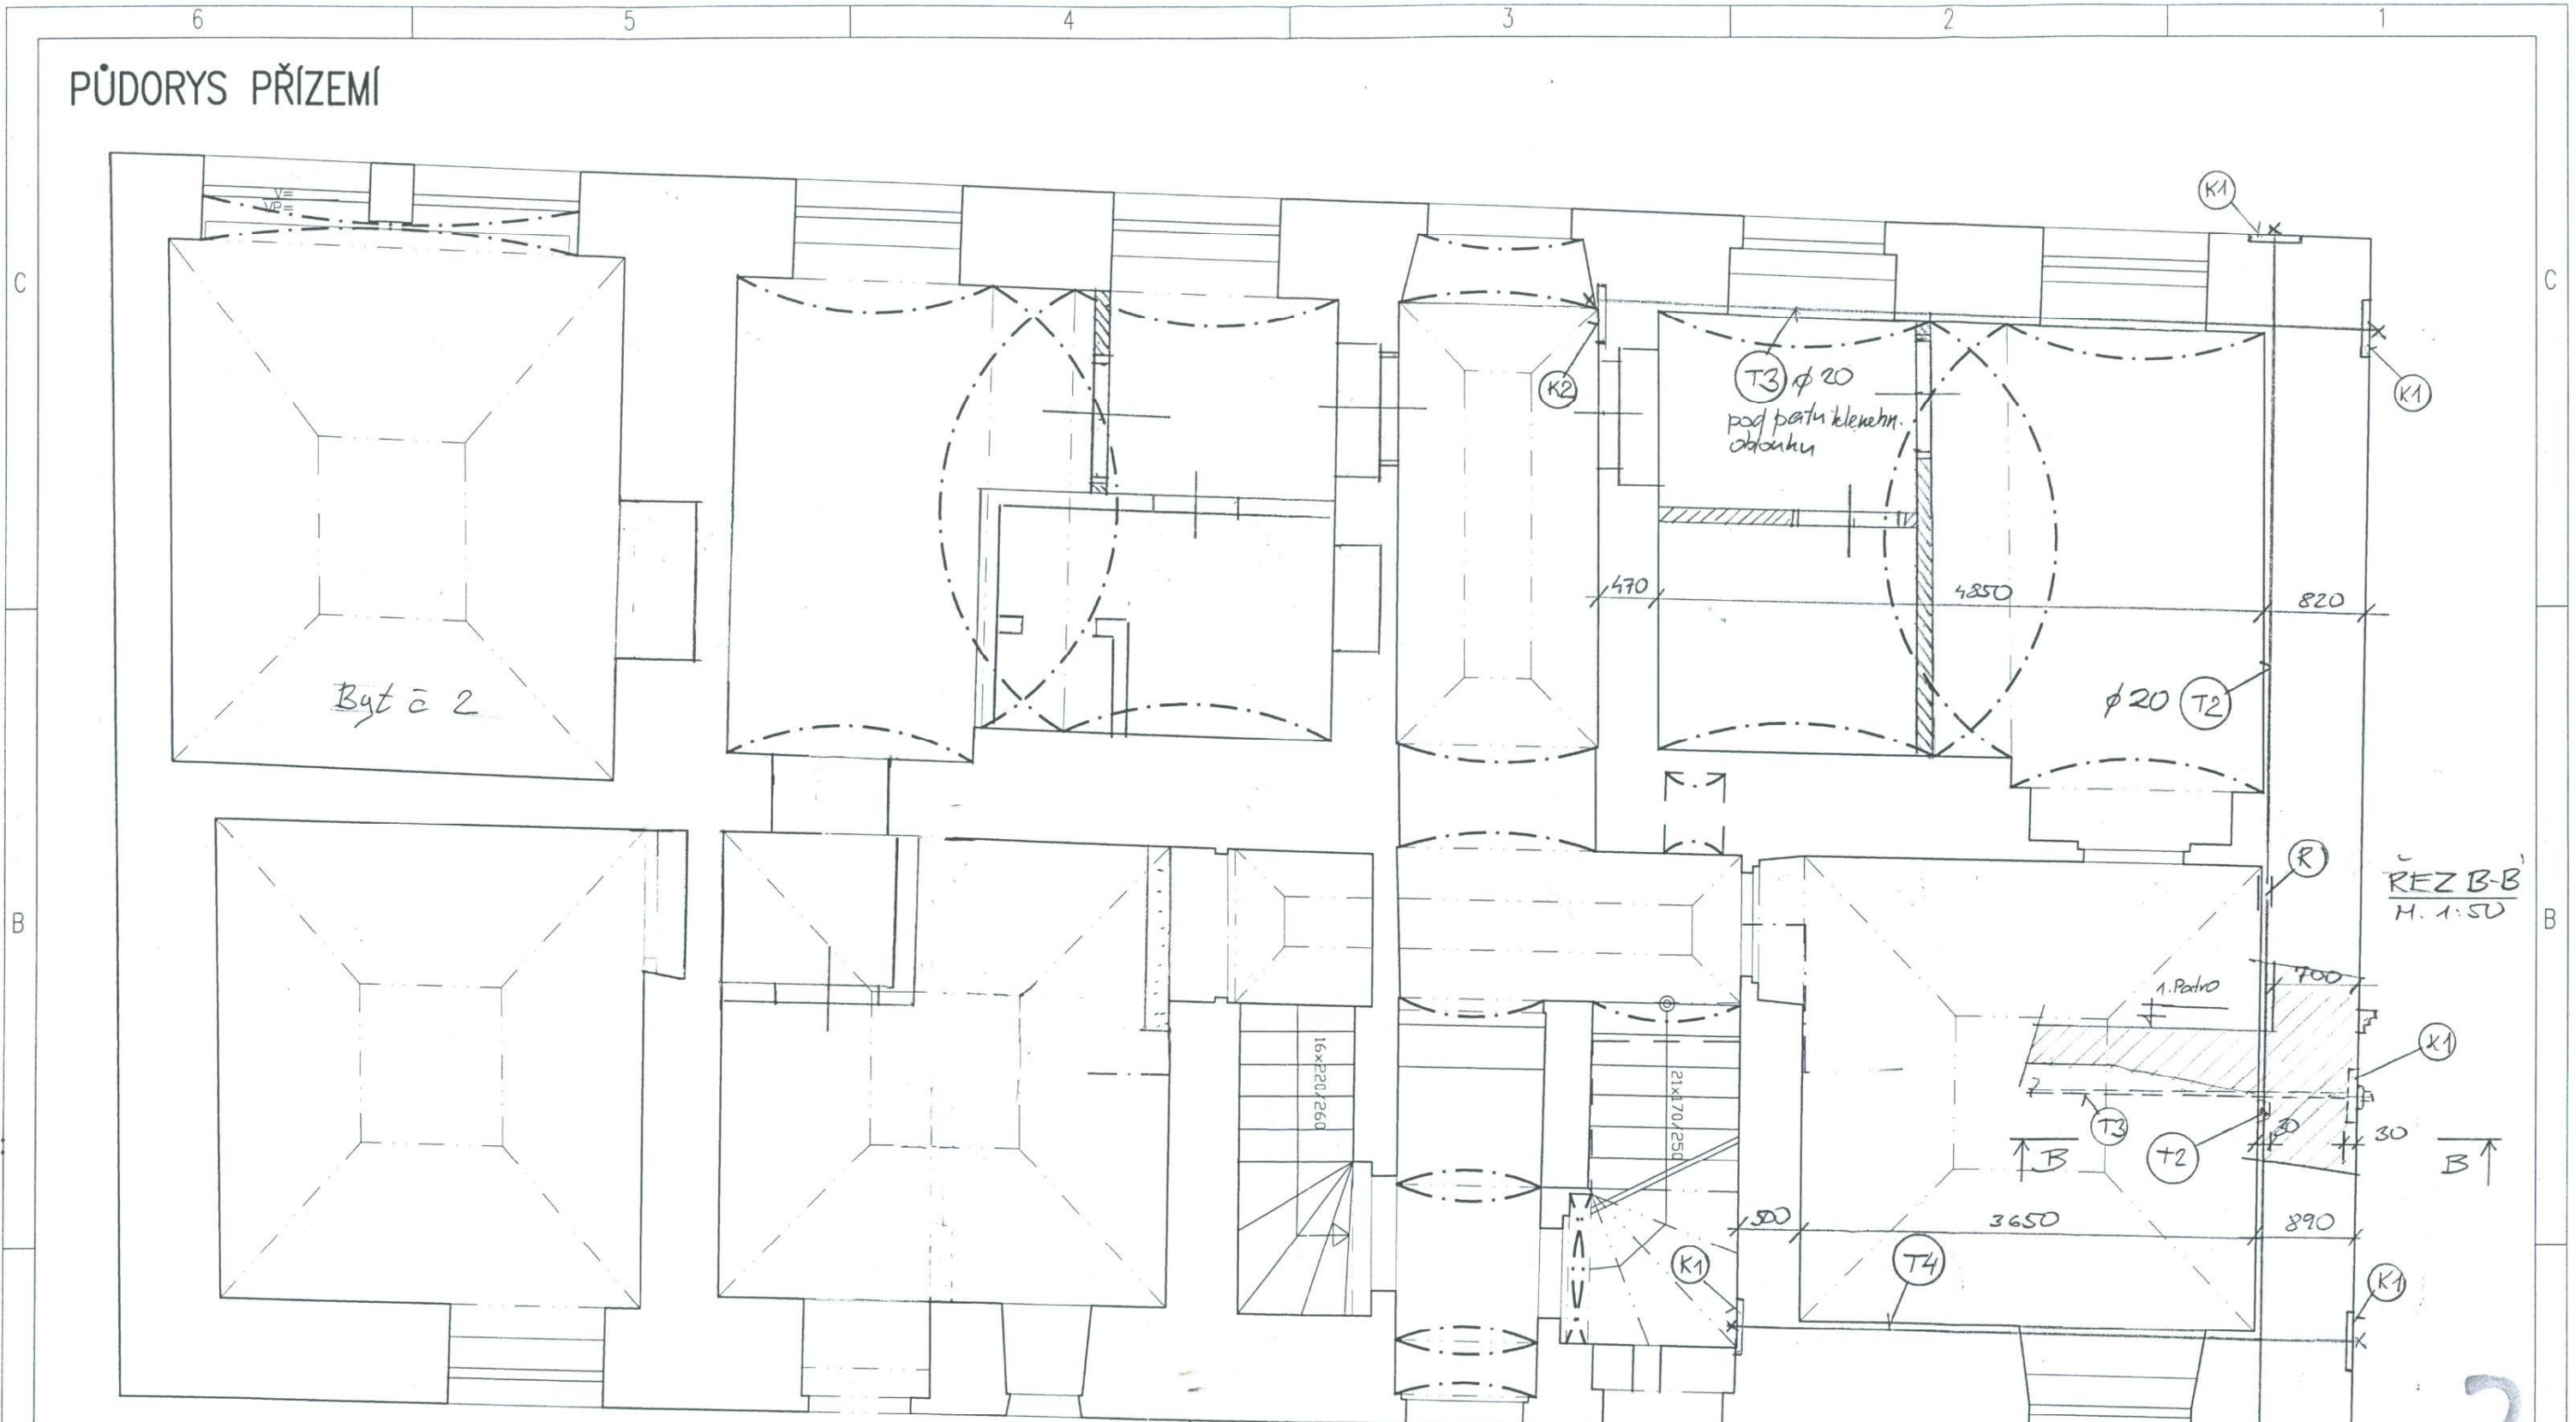 6 5 4 3 2 1
PŮDORYS PŘÍZEMÍ
V=
VP=
K1
C
C
K2
T3 ⌀ 20
pod patu klenebn.
oblouku
K1
470
4850
820
Byt č 2
⌀20 T2
R
ŘEZ B-B'
M. 1:50
B
B
700
1.Patro
K1
16x220/260
21x170/250
T3
T2
30
30
B
B
500
3650
890
K1
T4
K1